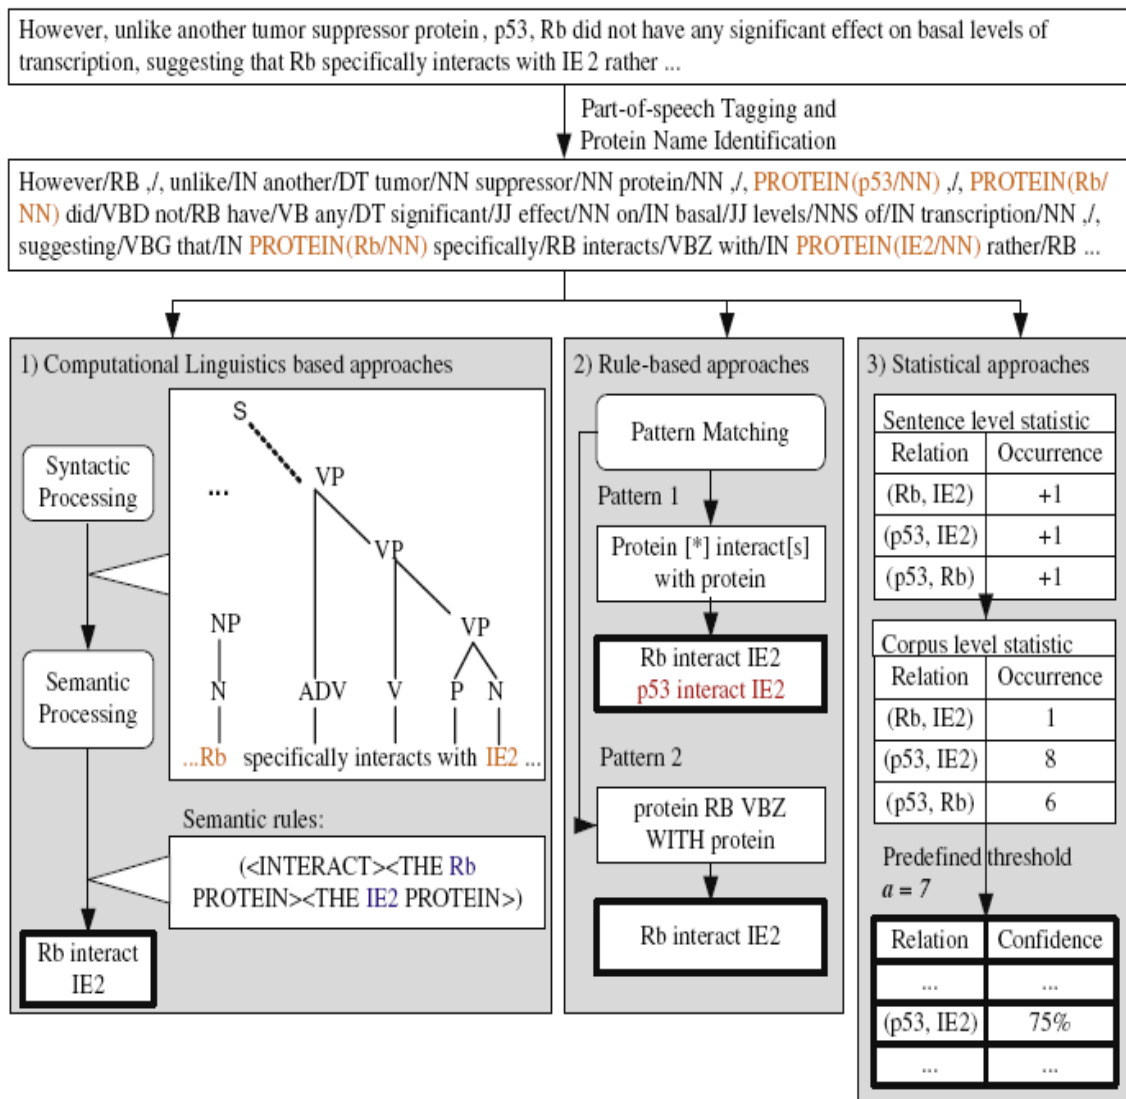 However, unlike another tumor suppressor protein, p53, Rb did not have any significant effect on basal levels of
transcription, suggesting that Rb specifically interacts with IE2 rather ...
Part-of-speech Tagging and
Protein Name Identification
However/RB ,/, unlike/IN another/DT tumor/NN suppressor/NN protein/NN ,/, PROTEIN(p53/NN) ,/, PROTEIN(Rb/
NN) did/VBD not/RB have/VB any/DT significant/JJ effect/NN on/IN basal/JJ levels/NNS of/IN transcription/NN ,/,
suggesting/VBG that/IN PROTEIN(Rb/NN) specifically/RB interacts/VBZ with/IN PROTEIN(IE2/NN) rather/RB ...
1) Computational Linguistics based approaches
Syntactic
Processing
Semantic
Processing
S
...
VP
VP
NP
VP
N ADV V P N
...Rb specifically interacts with IE2 ...
Semantic rules:
(<INTERACT><THE Rb
PROTEIN><THE IE2 PROTEIN>)
Rb interact
IE2
2) Rule-based approaches
Pattern Matching
Pattern 1
Protein [*] interact[s]
with protein
Rb interact IE2
p53 interact IE2
Pattern 2
protein RB VBZ
WITH protein
Rb interact IE2
3) Statistical approaches
Sentence level statistic
Relation Occurrence
(Rb, IE2) +1
(p53, IE2) +1
(p53, Rb) +1
Corpus level statistic
Relation Occurrence
(Rb, IE2) 1
(p53, IE2) 8
(p53, Rb) 6
Predefined threshold
a = 7
Relation Confidence
... ...
(p53, IE2) 75%
... ...